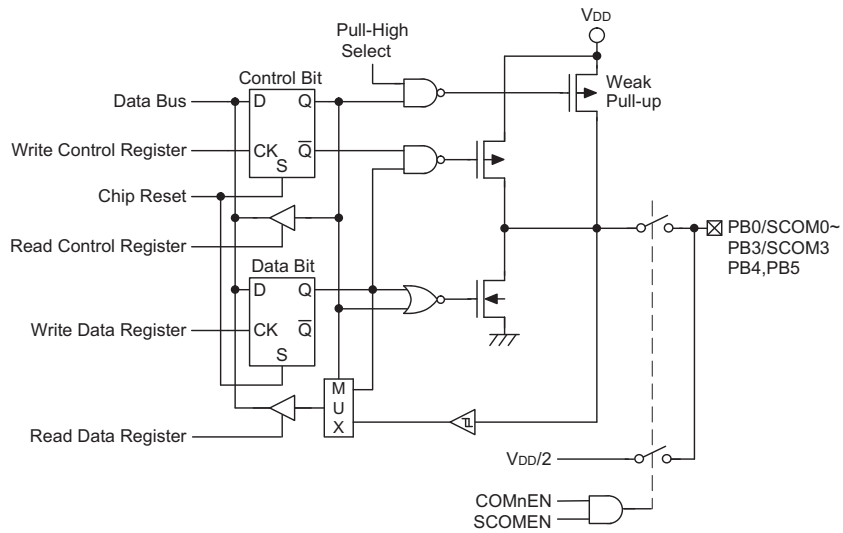 VDD
Pull-High
Select
Control Bit
Weak
Pull-up
Data Bus
D
Q
Write Control Register
CK
Q
S
Chip Reset
PB0/SCOM0~
PB3/SCOM3
PB4,PB5
Read Control Register
Data Bit
D
Q
Write Data Register
CK
Q
S
M
U
X
Read Data Register
VDD/2
COMnEN
SCOMEN